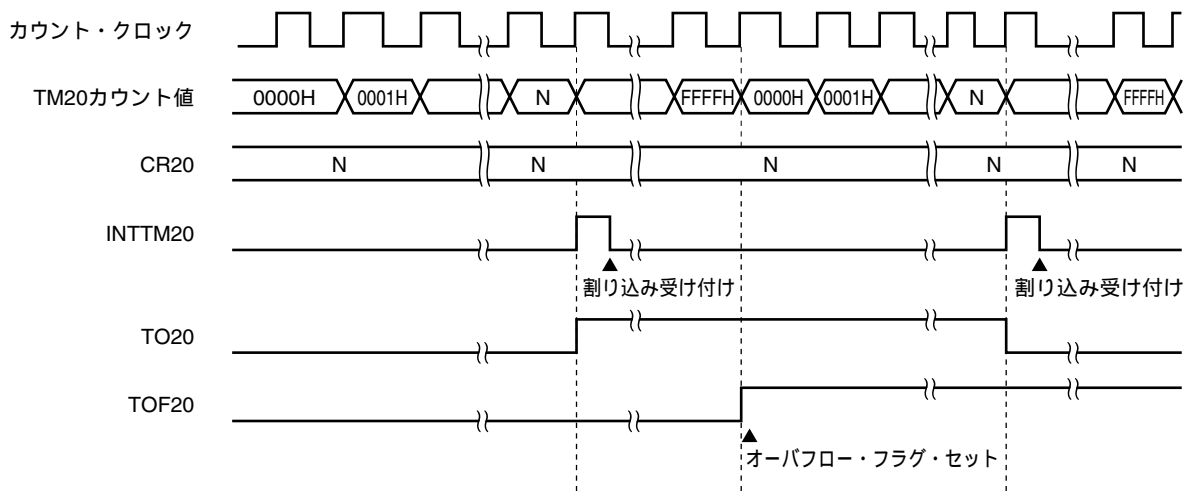 カウント・クロック
TM20カウント値 0000H 0001H N FFFFH 0000H 0001H N FFFFH
CR20 N N N N N
INTTM20
割り込み受け付け 割り込み受け付け
TO20
TOF20
オーバフロー・フラグ・セット